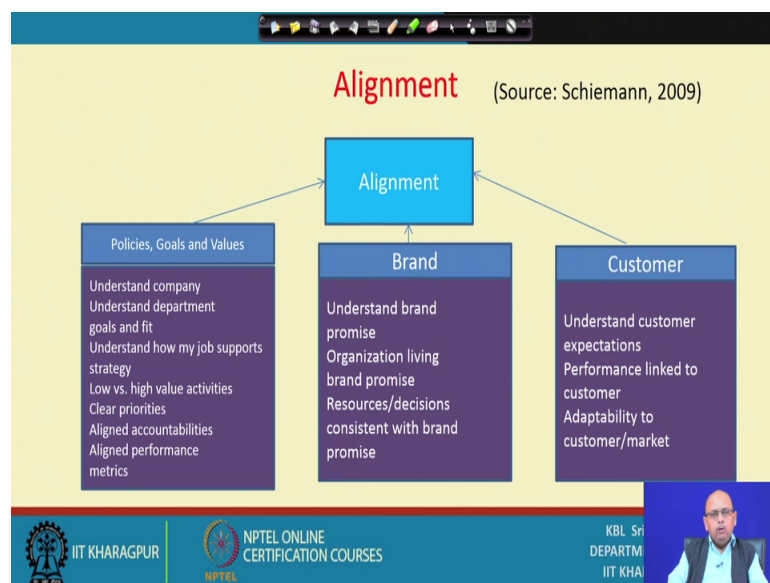 Alignment (Source: Schiemann, 2009)
Alignment
Policies, Goals and Values
Understand company
Understand department
goals and fit
Understand how my job supports
strategy
Low vs. high value activities
Clear priorities
Aligned accountabilities
Aligned performance
metrics
Brand
Understand brand
promise
Organization living
brand promise
Resources/decisions
consistent with brand
promise
Customer
Understand customer
expectations
Performance linked to
customer
Adaptability to
customer/market
IIT KHARAGPUR
NPTEL
NPTEL ONLINE
CERTIFICATION COURSES
KBL Sri
DEPARTM
IIT KHA